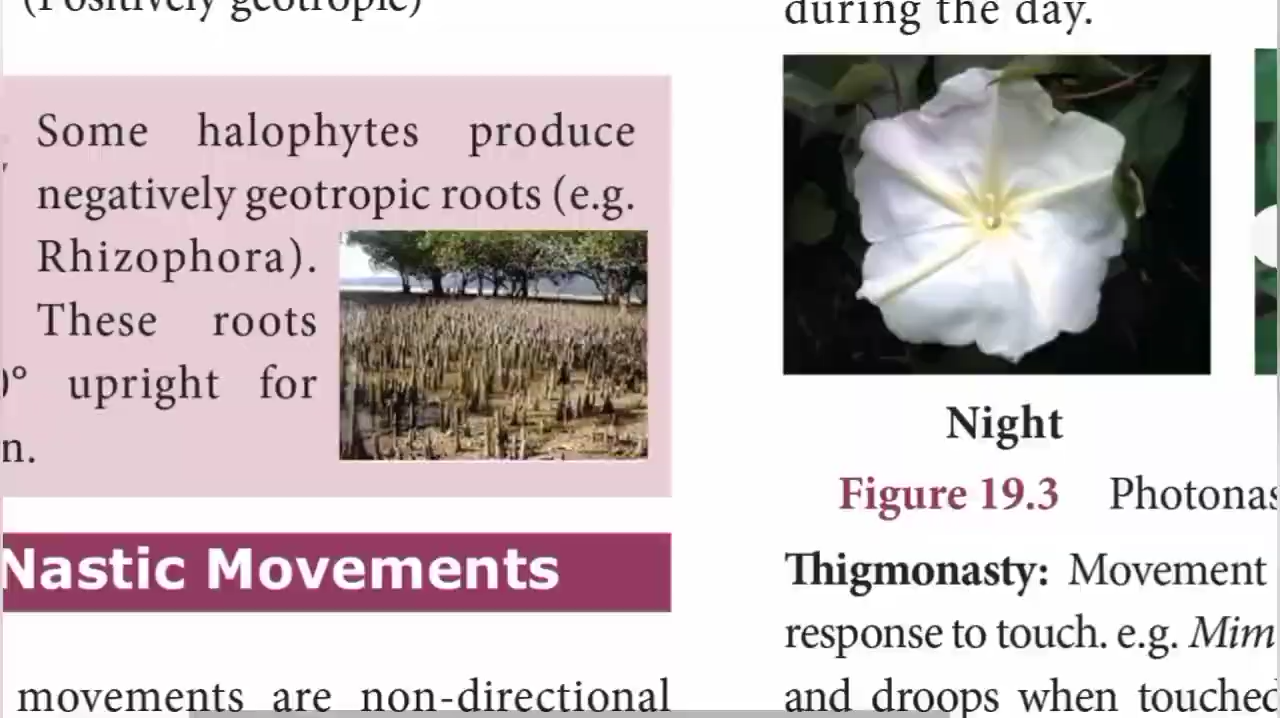 (Positively geotropic)
Some halophytes produce
negatively geotropic roots (e.g.
Rhizophora).
These roots
upright for
n.
Nastic Movements
movements are non-directional
during the day.
Night
Figure 19.3 Photonas
Thigmonasty: Movement
response to touch. e.g. Mim
and droops when touched